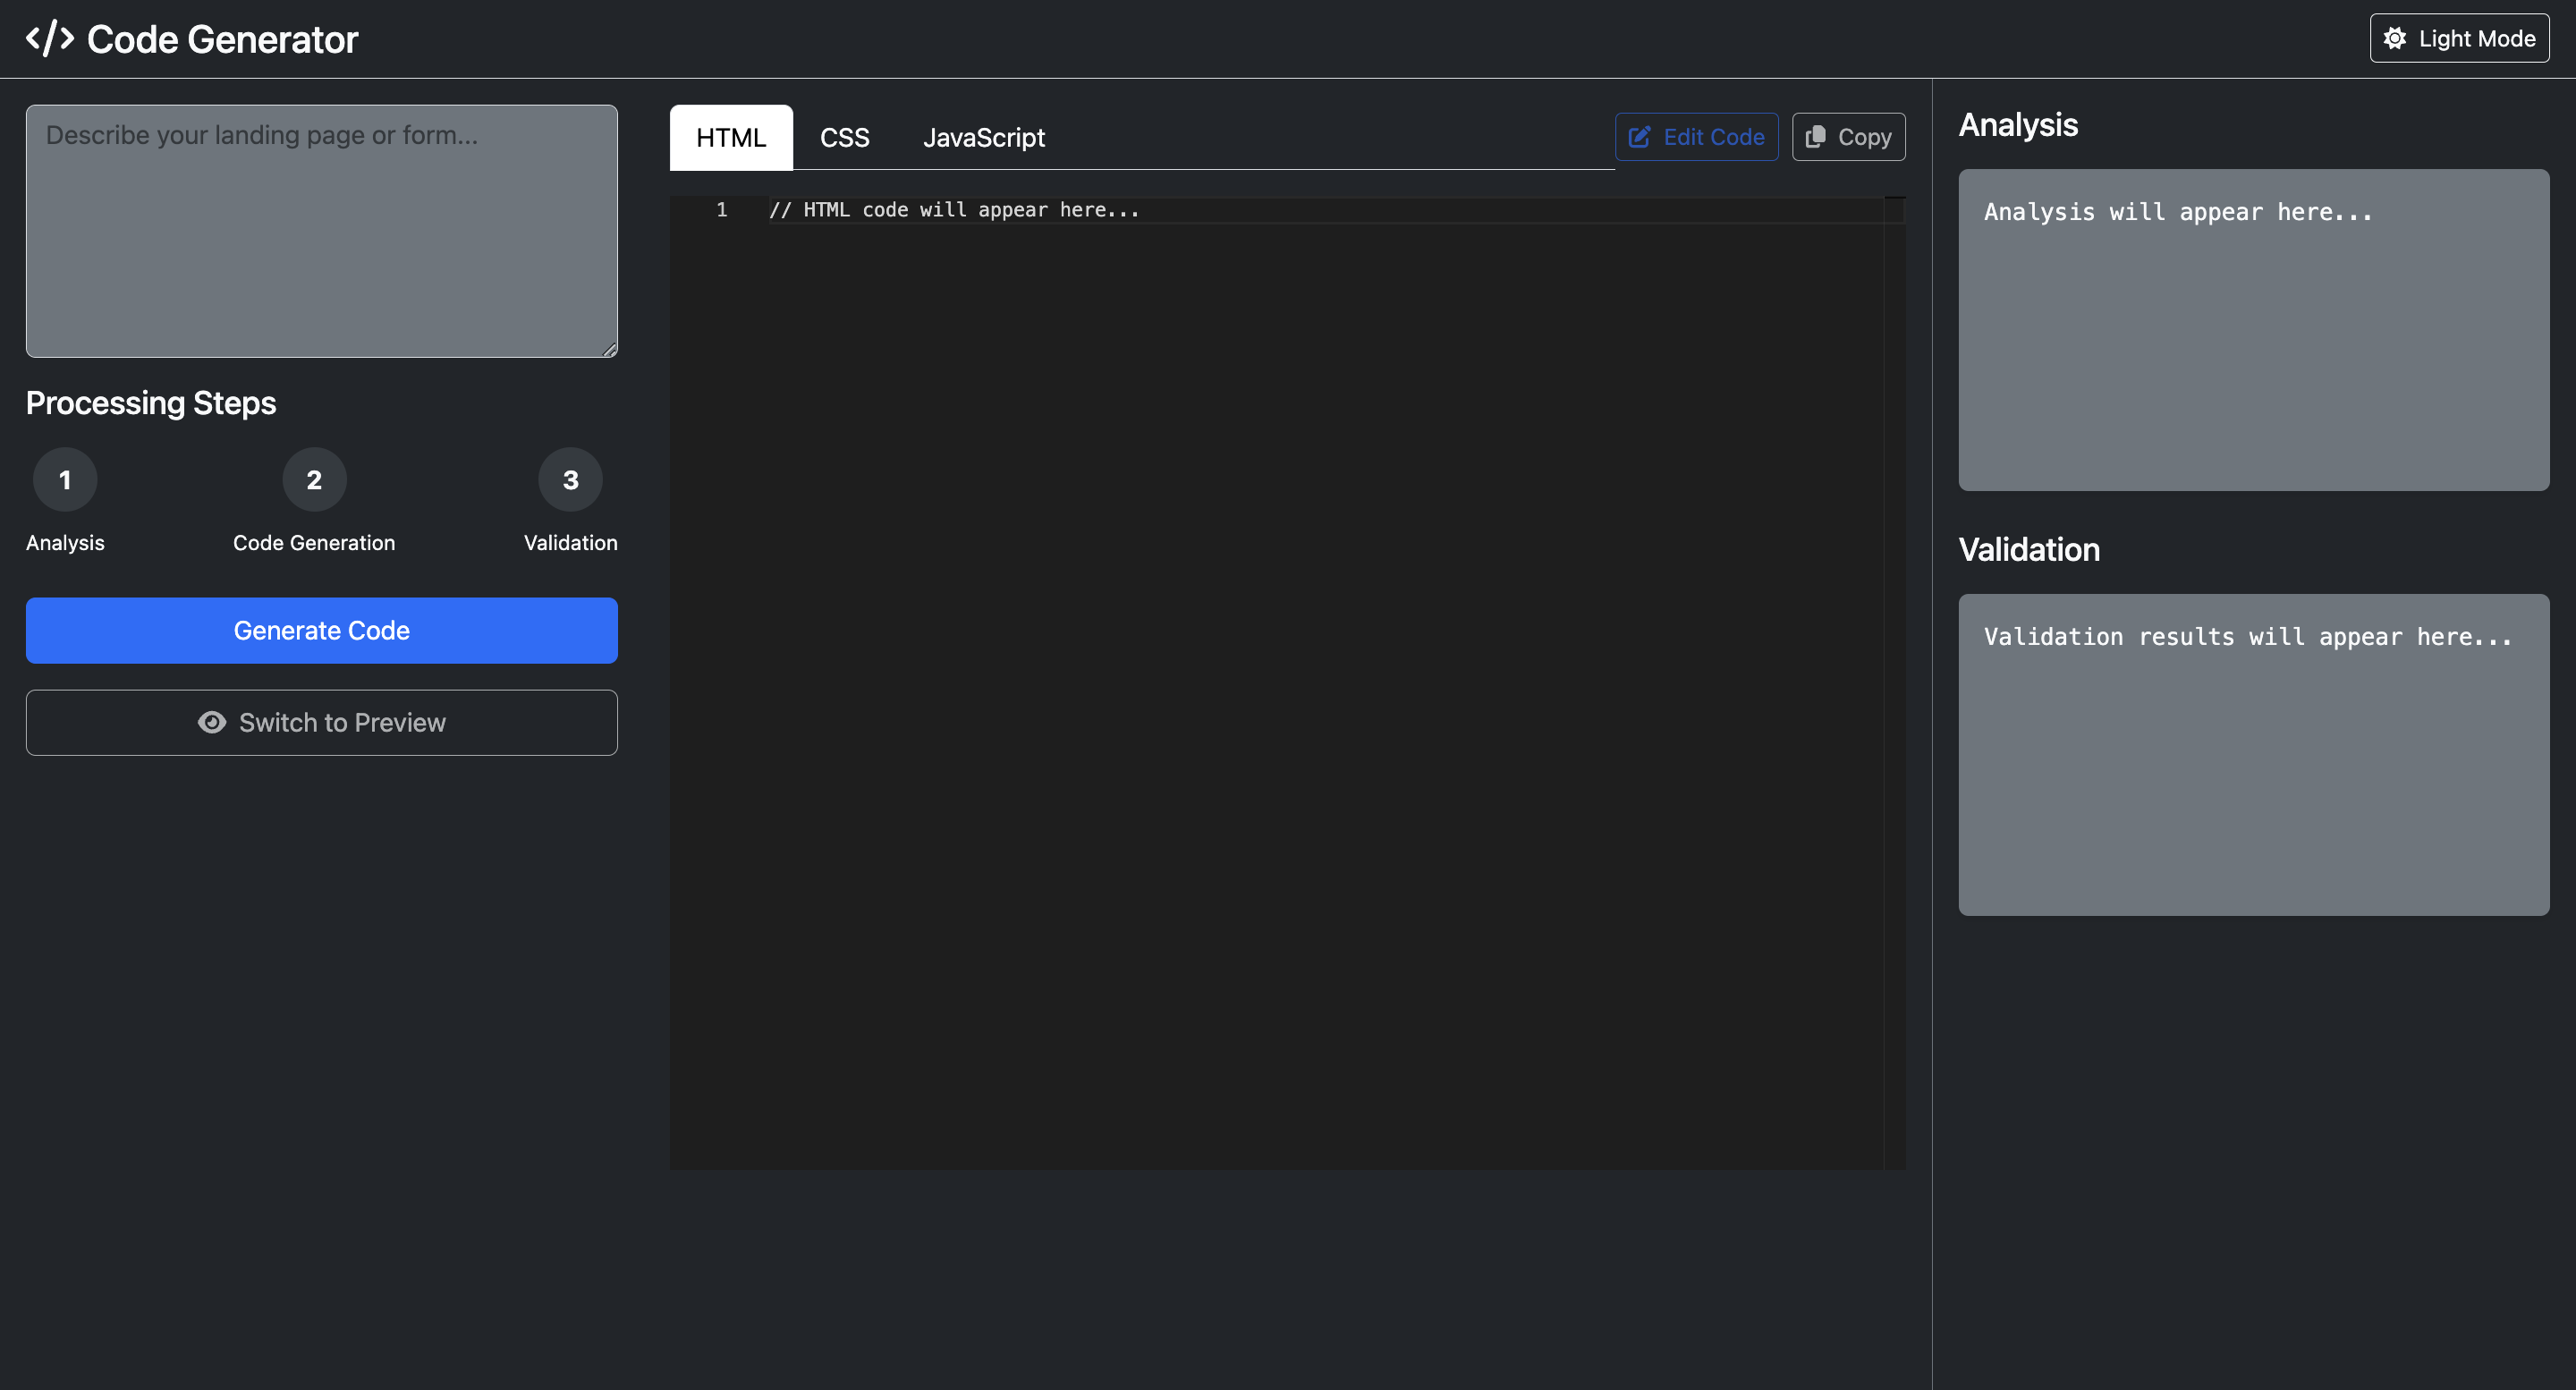 </> Code Generator
Light Mode
Describe your landing page or form...
Processing Steps
1
Analysis
2
Code Generation
3
Validation
Generate Code
Switch to Preview
HTML
CSS
JavaScript
Edit Code
Copy
1 // HTML code will appear here...
Analysis
Analysis will appear here...
Validation
Validation results will appear here...